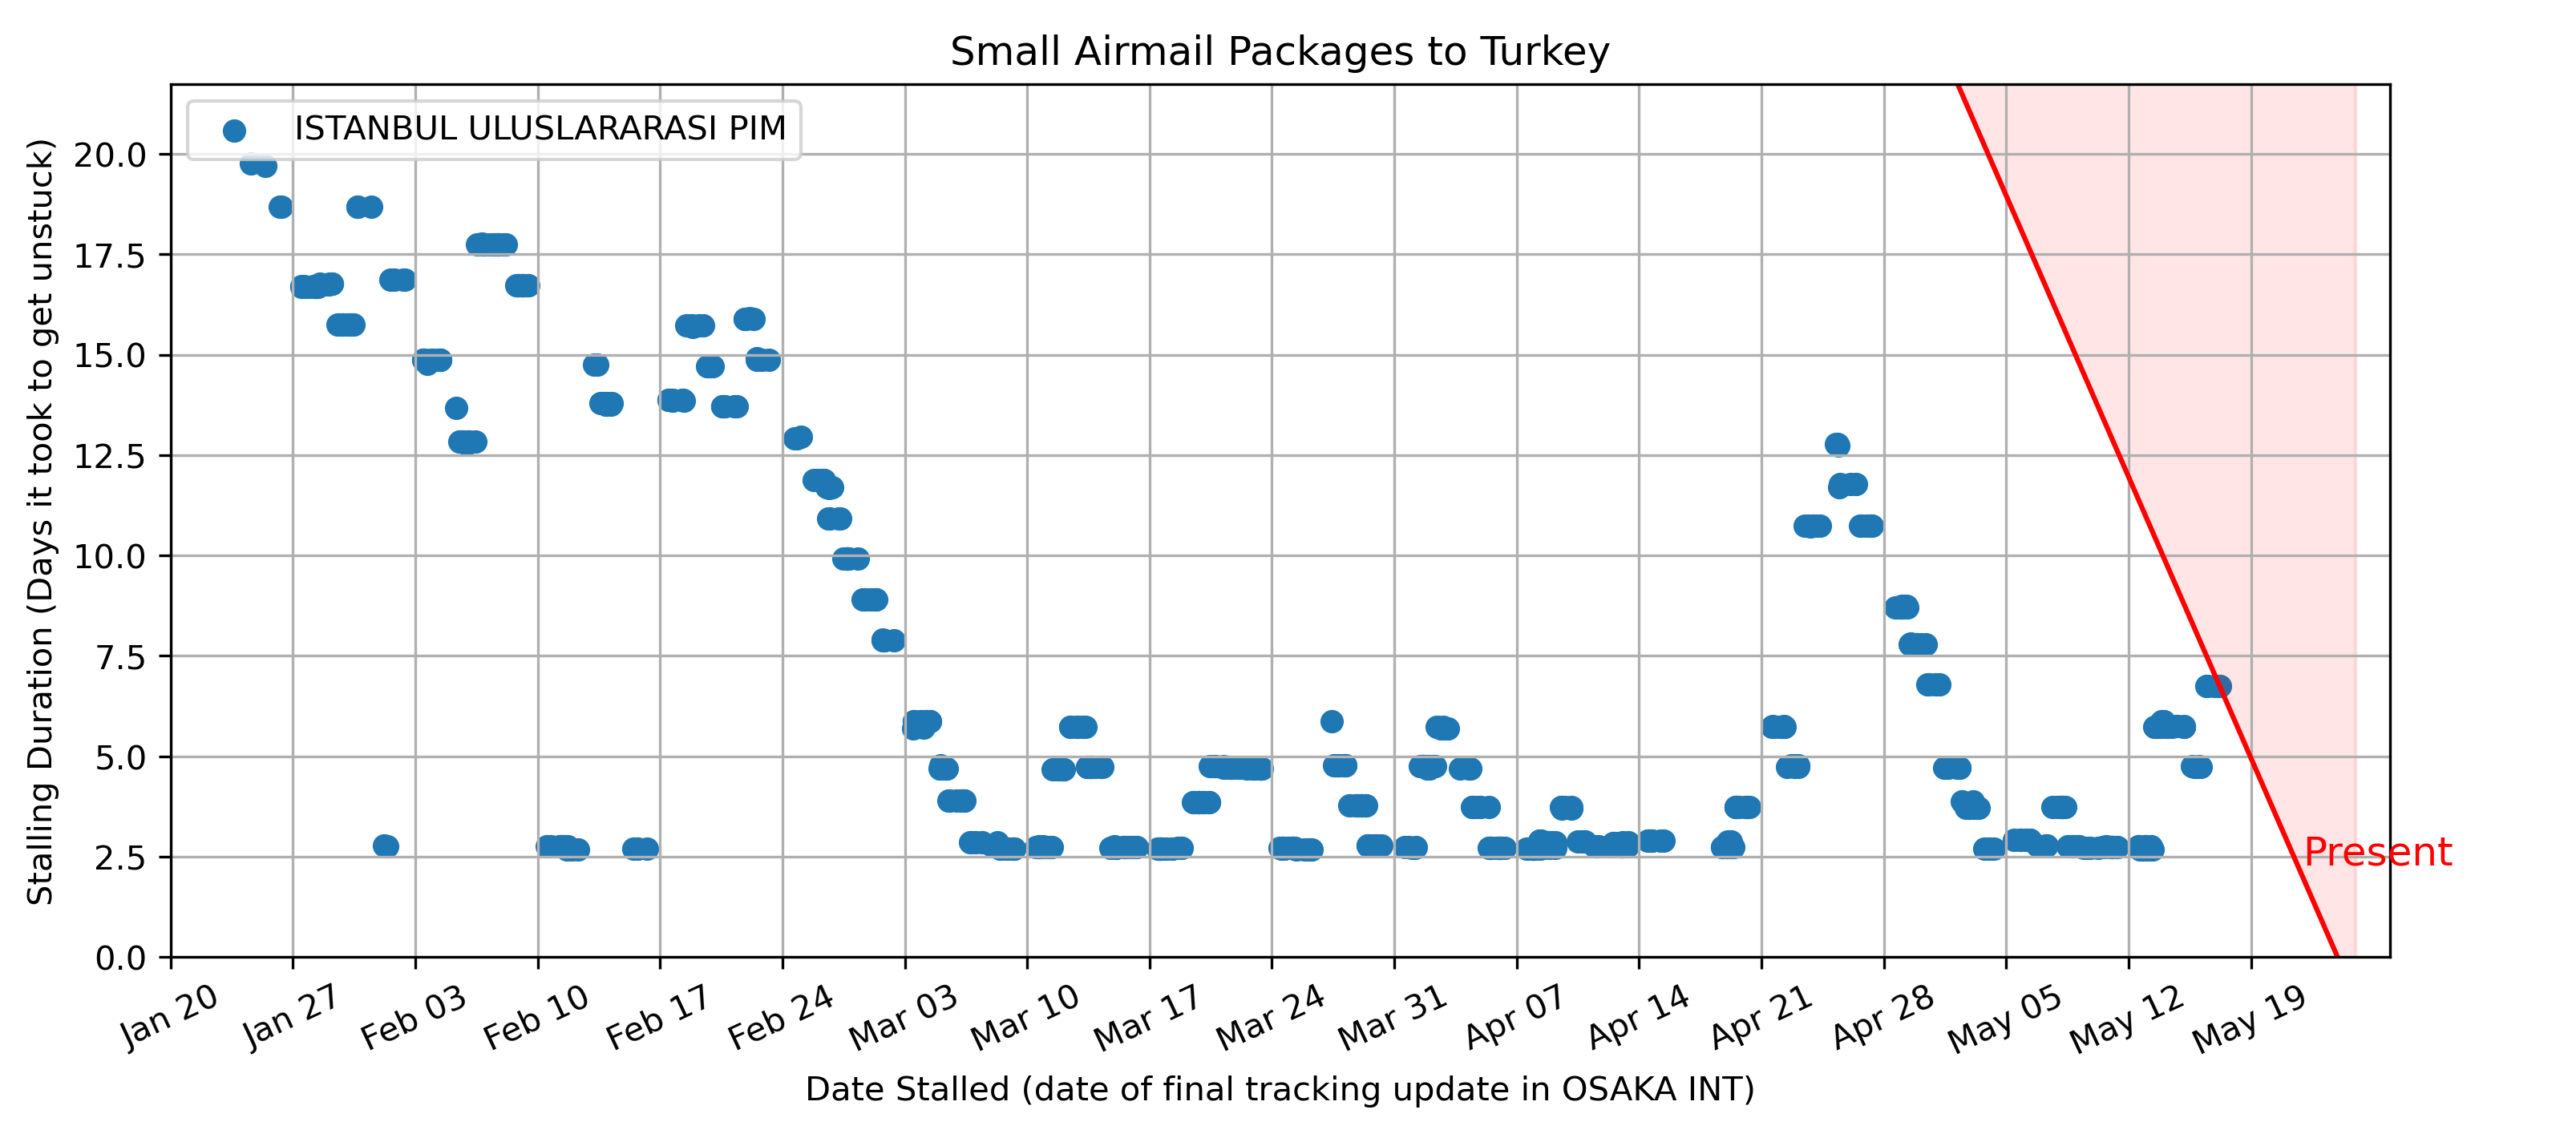 Small Airmail Packages to Turkey
ISTANBUL ULUSLARARASI PIM
Stalling Duration (Days it took to get unstuck)
20.0
17.5
15.0
12.5
10.0
7.5
5.0
2.5
0.0
Present
Jan 20
Jan 27
Feb 03
Feb 10
Feb 17
Feb 24
Mar 03
Mar 10
Mar 17
Mar 24
Mar 31
Apr 07
Apr 14
Apr 21
Apr 28
May 05
May 12
May 19
Date Stalled (date of final tracking update in OSAKA INT)